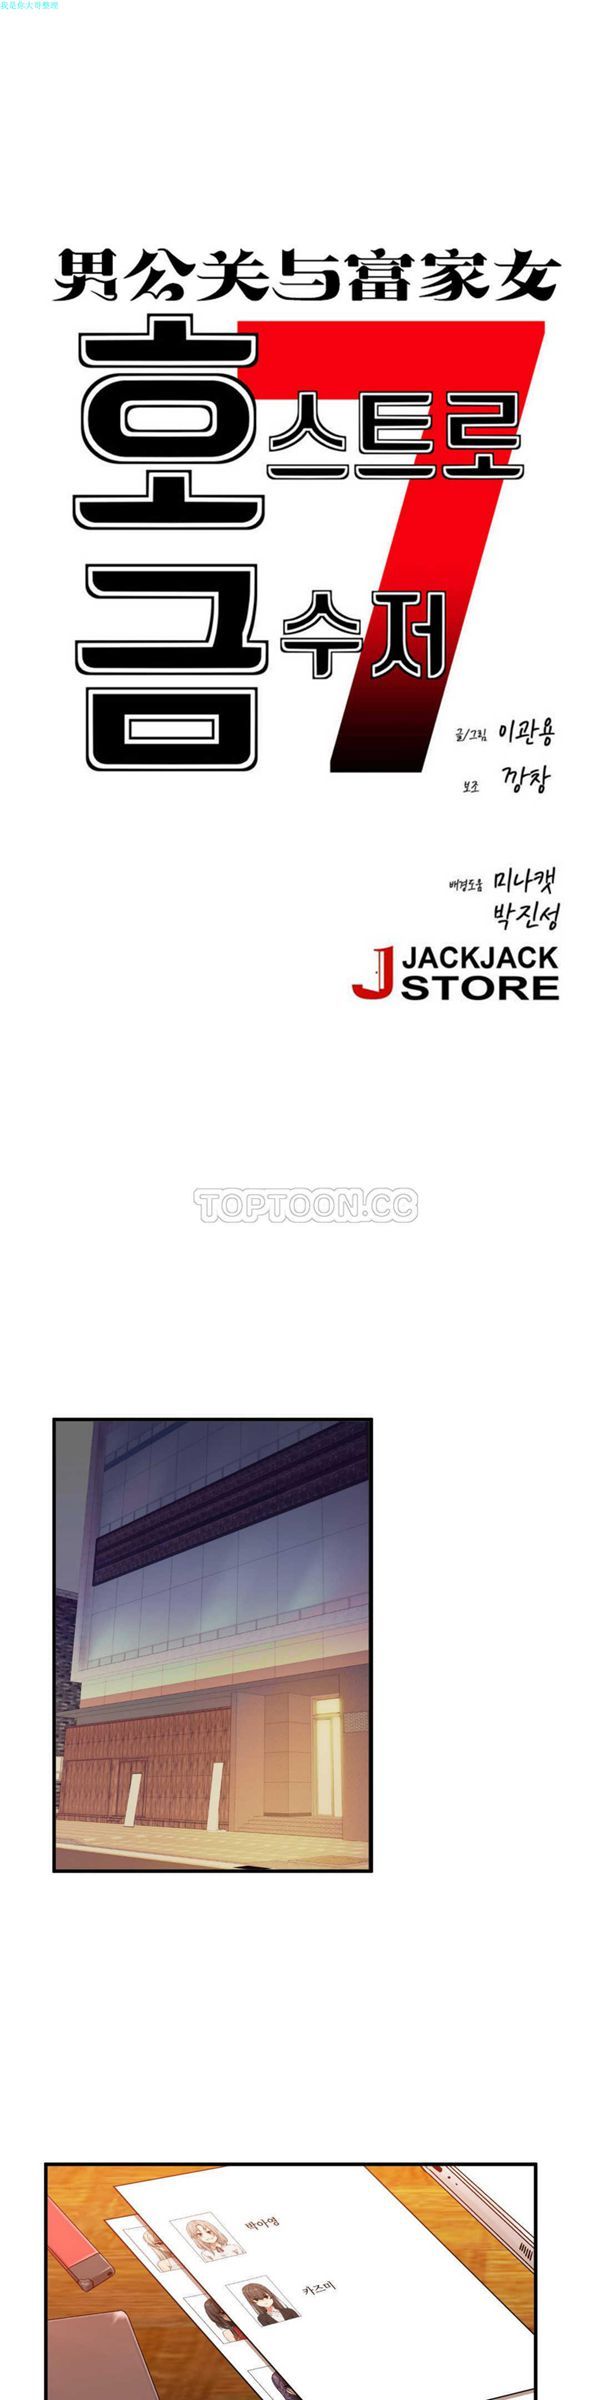 我是你大哥整理
男公关与富家女
호스트로
금수저
7
글/그림 이관용
보조 깡창
배경도움 미나캣
박진성
JACKJACK
STORE
TOPTOON.CC
박아영
카즈미